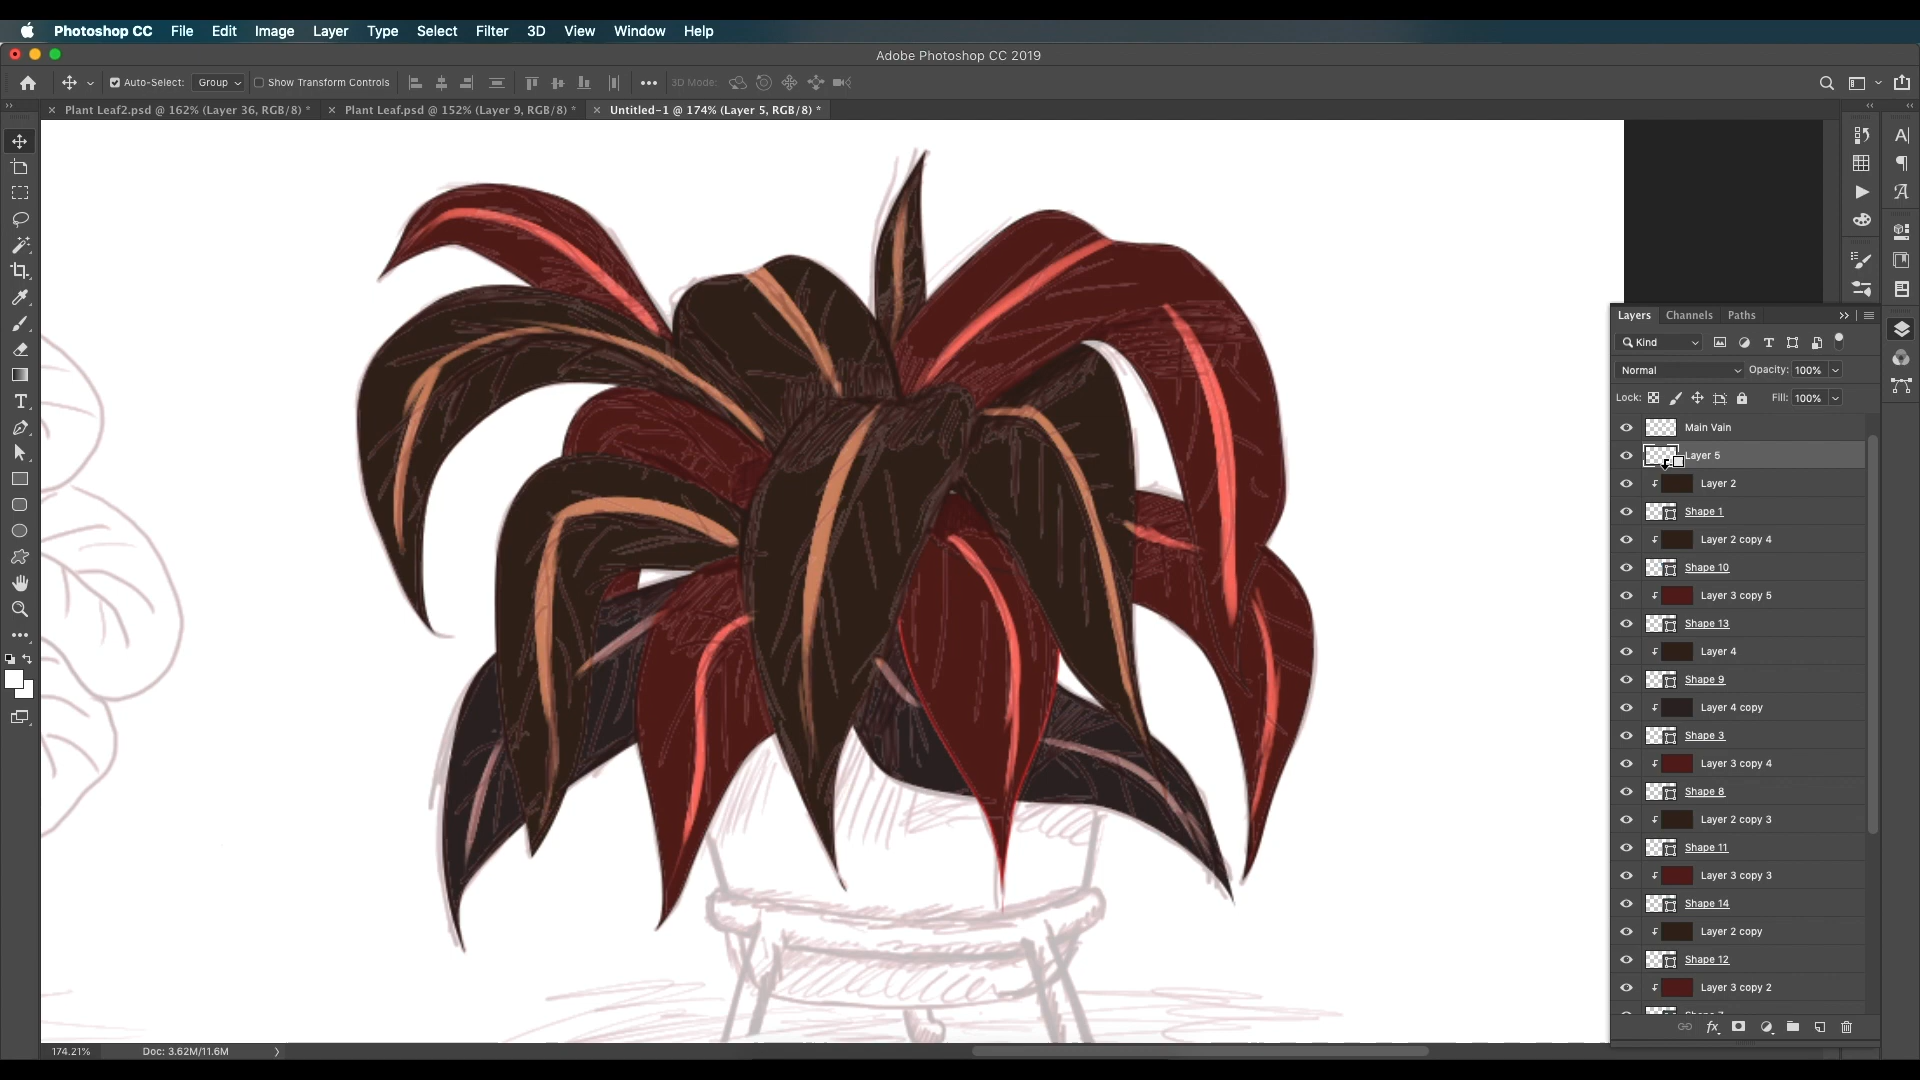 Photoshop CC File Edit Image Layer Type Select Filter 3D View Window Help
Adobe Photoshop CC 2019
Auto-Select: Group Show Transform Controls 3D Mode:
Plant Leaf2.psd @ 162% (Layer 36, RGB/8) * Plant Leaf.psd @ 152% (Layer 9, RGB/8) * Untitled-1 @ 174% (Layer 5, RGB/8) *
Layers Channels Paths
Kind
Normal Opacity: 100%
Lock: Fill: 100%
Main Vain
Layer 5
Layer 2
Shape 1
Layer 2 copy 4
Shape 10
Layer 3 copy 5
Shape 13
Layer 4
Shape 9
Layer 4 copy
Shape 3
Layer 3 copy 4
Shape 8
Layer 2 copy 3
Shape 11
Layer 3 copy 3
Shape 14
Layer 2 copy
Shape 12
Layer 3 copy 2
174.21% Doc: 3.62M/11.6M